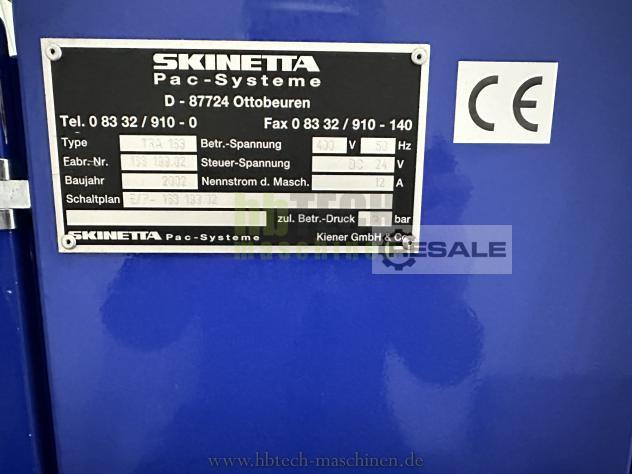 SKINETTA
Pac-Systeme
D - 87724 Ottobeuren
Tel. 0 83 32 / 910 - 0 Fax 0 83 32 / 910 - 140
Type Betr.-Spannung 400 V 50 Hz
Fabr.-Nr. Steuer-Spannung DC 24 V
Baujahr 2002 Nennstrom d. Masch. 12 A
Schaltplan
zul. Betr.-Druck bar
SKINETTA Pac-Systeme Kiener GmbH & Co.
CE
hbTECH
maschinen
RESALE
www.hbtech-maschinen.de